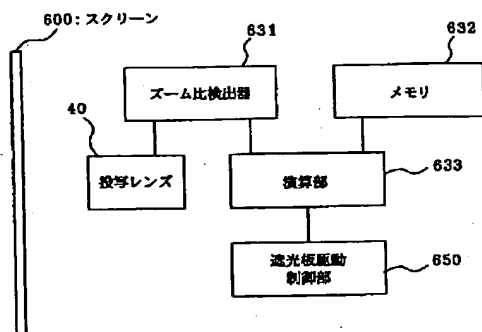 600:スクリーン
631
632
ズーム比検出器
メモリ
40
投写レンズ
演算部
633
遮光板駆動
制御部
650